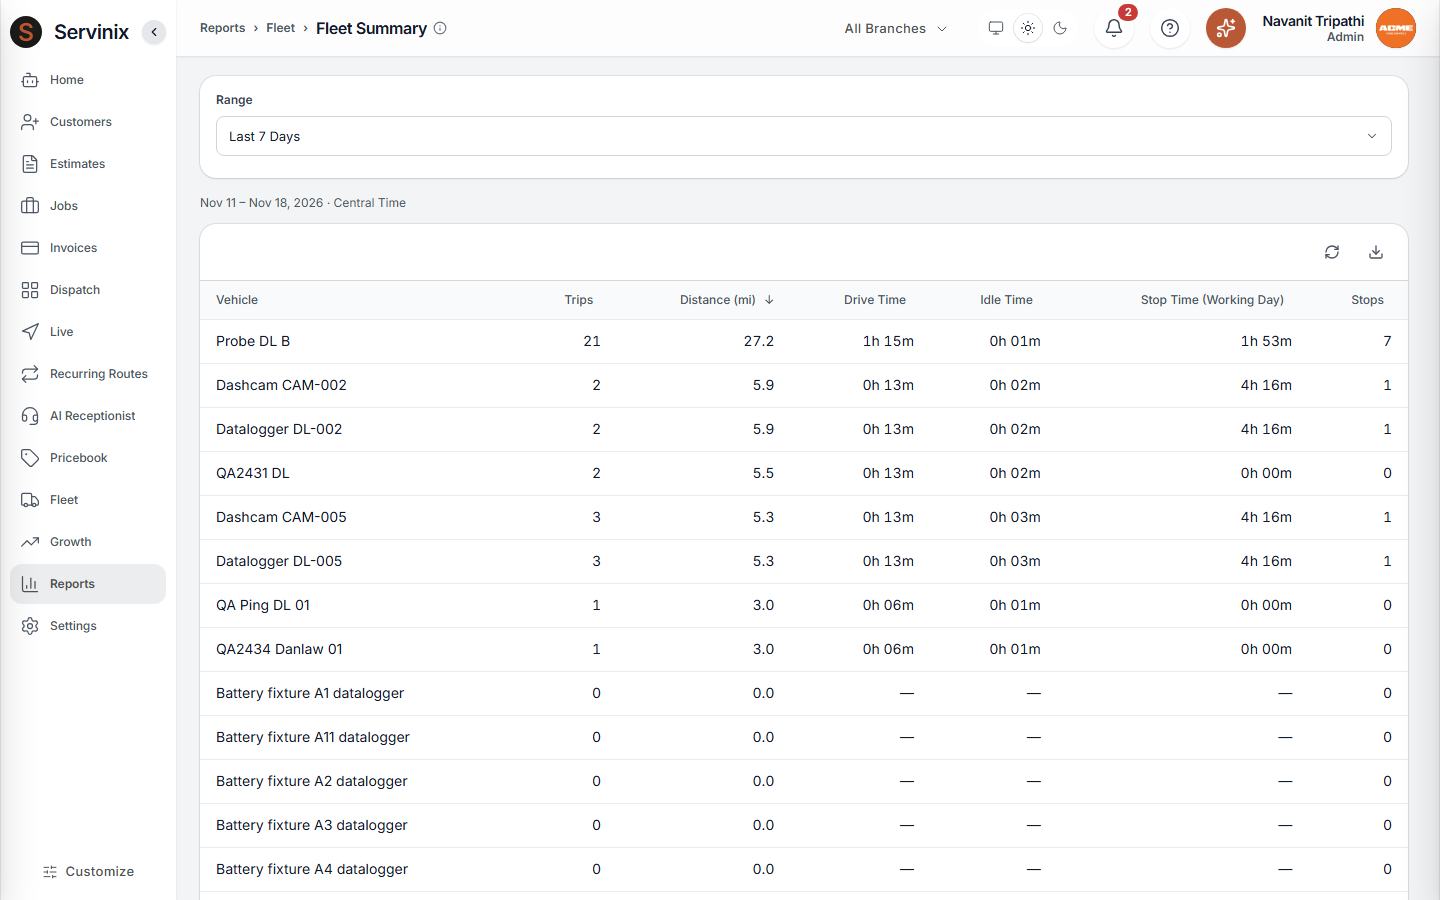 S Servinix
Home
Customers
Estimates
Jobs
Invoices
Dispatch
Live
Recurring Routes
AI Receptionist
Pricebook
Fleet
Growth
Reports
Settings
Customize
Reports › Fleet › Fleet Summary
All Branches
2
Navanit Tripathi
Admin
ACME
Range
Last 7 Days
Nov 11 – Nov 18, 2026 · Central Time
Vehicle Trips Distance (mi) ↓ Drive Time Idle Time Stop Time (Working Day) Stops
Probe DL B 21 27.2 1h 15m 0h 01m 1h 53m 7
Dashcam CAM-002 2 5.9 0h 13m 0h 02m 4h 16m 1
Datalogger DL-002 2 5.9 0h 13m 0h 02m 4h 16m 1
QA2431 DL 2 5.5 0h 13m 0h 02m 0h 00m 0
Dashcam CAM-005 3 5.3 0h 13m 0h 03m 4h 16m 1
Datalogger DL-005 3 5.3 0h 13m 0h 03m 4h 16m 1
QA Ping DL 01 1 3.0 0h 06m 0h 01m 0h 00m 0
QA2434 Danlaw 01 1 3.0 0h 06m 0h 01m 0h 00m 0
Battery fixture A1 datalogger 0 0.0 — — — 0
Battery fixture A11 datalogger 0 0.0 — — — 0
Battery fixture A2 datalogger 0 0.0 — — — 0
Battery fixture A3 datalogger 0 0.0 — — — 0
Battery fixture A4 datalogger 0 0.0 — — — 0